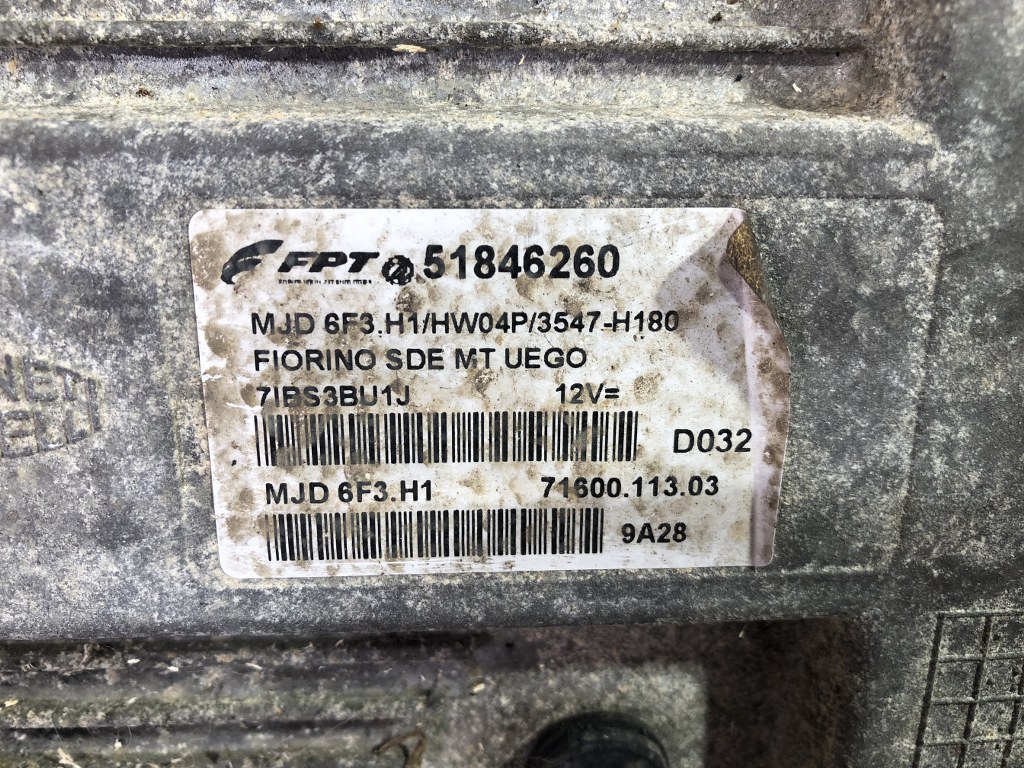 FPT 51846260
MJD 6F3.H1/HW04P/3547-H180
FIORINO SDE MT UEGO
7IPS3BU1J 12V=
D032
MJD 6F3.H1 71600.113.03
9A28